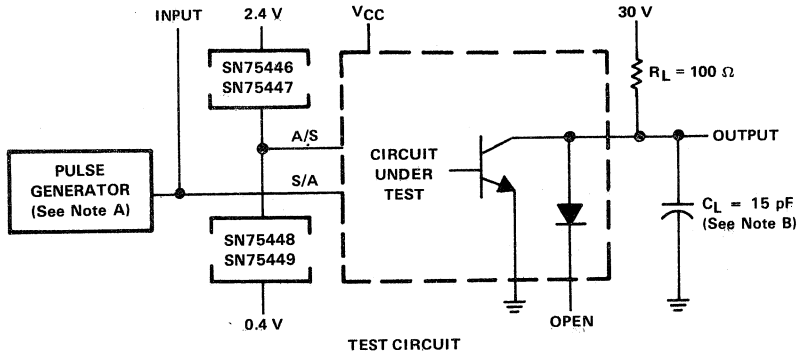 INPUT
2.4 V
VCC
30 V
SN75446
SN75447
RL = 100 Ω
A/S
OUTPUT
CIRCUIT
UNDER
TEST
PULSE
GENERATOR
(See Note A)
S/A
CL = 15 pF
(See Note B)
SN75448
SN75449
0.4 V
OPEN
TEST CIRCUIT